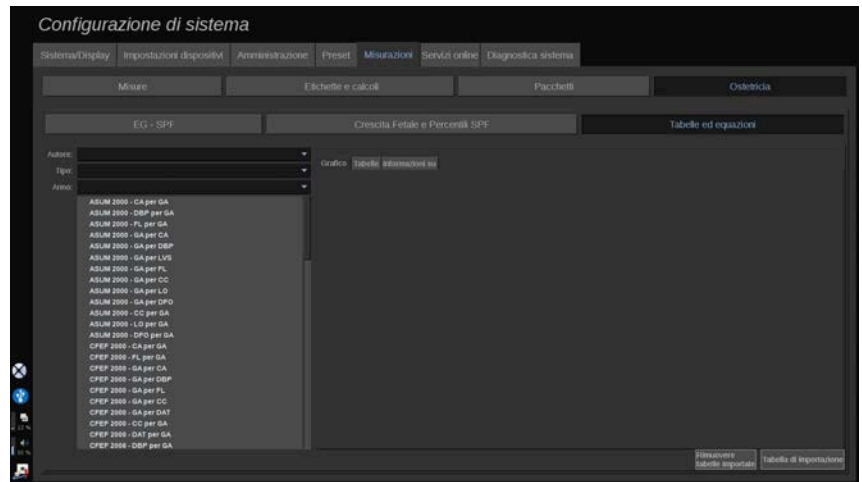 Configurazione di sistema
Sistema/Display Impostazioni dispositivi Amministrazione Preset Misurazioni Servizi online Diagnostica sistema
Misure Etichette e calcoli Pacchetti Ostetricia
EG - SPF Crescita Fetale e Percentili SPF Tabelle ed equazioni
Autore:
Tipo:
Anno:
Grafico Tabelle Informazioni su
ASUM 2000 - CA per GA
ASUM 2000 - DBP per GA
ASUM 2000 - FL per GA
ASUM 2000 - GA per CA
ASUM 2000 - GA per DBP
ASUM 2000 - GA per LVS
ASUM 2000 - GA per FL
ASUM 2000 - GA per CC
ASUM 2000 - GA per LO
ASUM 2000 - GA per DFO
ASUM 2000 - CC per GA
ASUM 2000 - LO per GA
ASUM 2000 - DFO per GA
CFEF 2000 - CA per GA
CFEF 2000 - FL per GA
CFEF 2000 - GA per CA
CFEF 2000 - GA per DBP
CFEF 2000 - GA per FL
CFEF 2000 - GA per CC
CFEF 2000 - GA per DAT
CFEF 2000 - CC per GA
CFEF 2000 - DAT per GA
CFEF 2006 - DBP per GA
Rimuovere
tabelle importate
Tabella di importazione